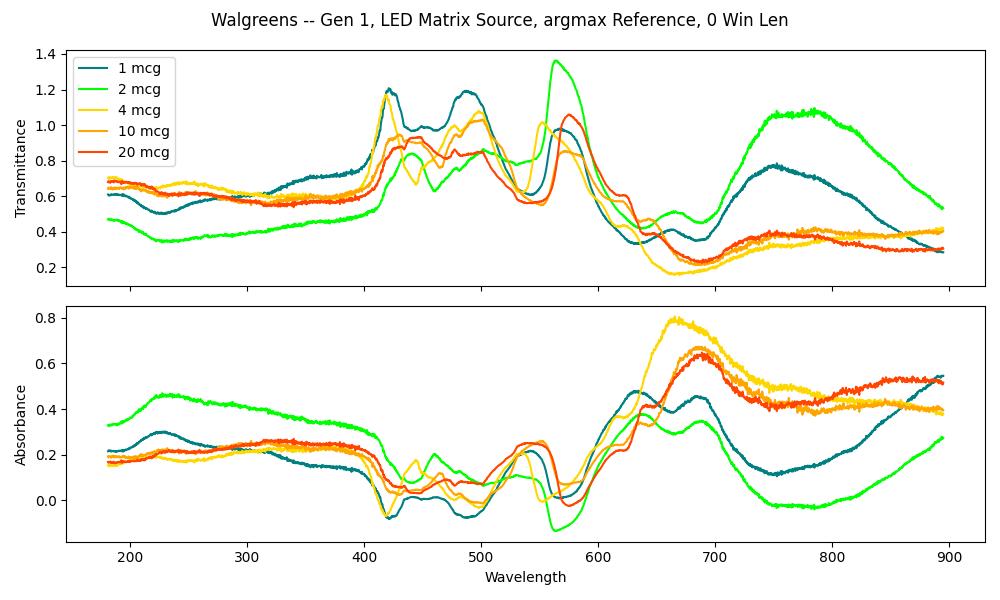 Walgreens -- Gen 1, LED Matrix Source, argmax Reference, 0 Win Len
1.4
1.2
1.0
0.8
0.6
0.4
0.2
Transmittance
1 mcg
2 mcg
4 mcg
10 mcg
20 mcg
0.8
0.6
0.4
0.2
0.0
Absorbance
200 300 400 500 600 700 800 900
Wavelength